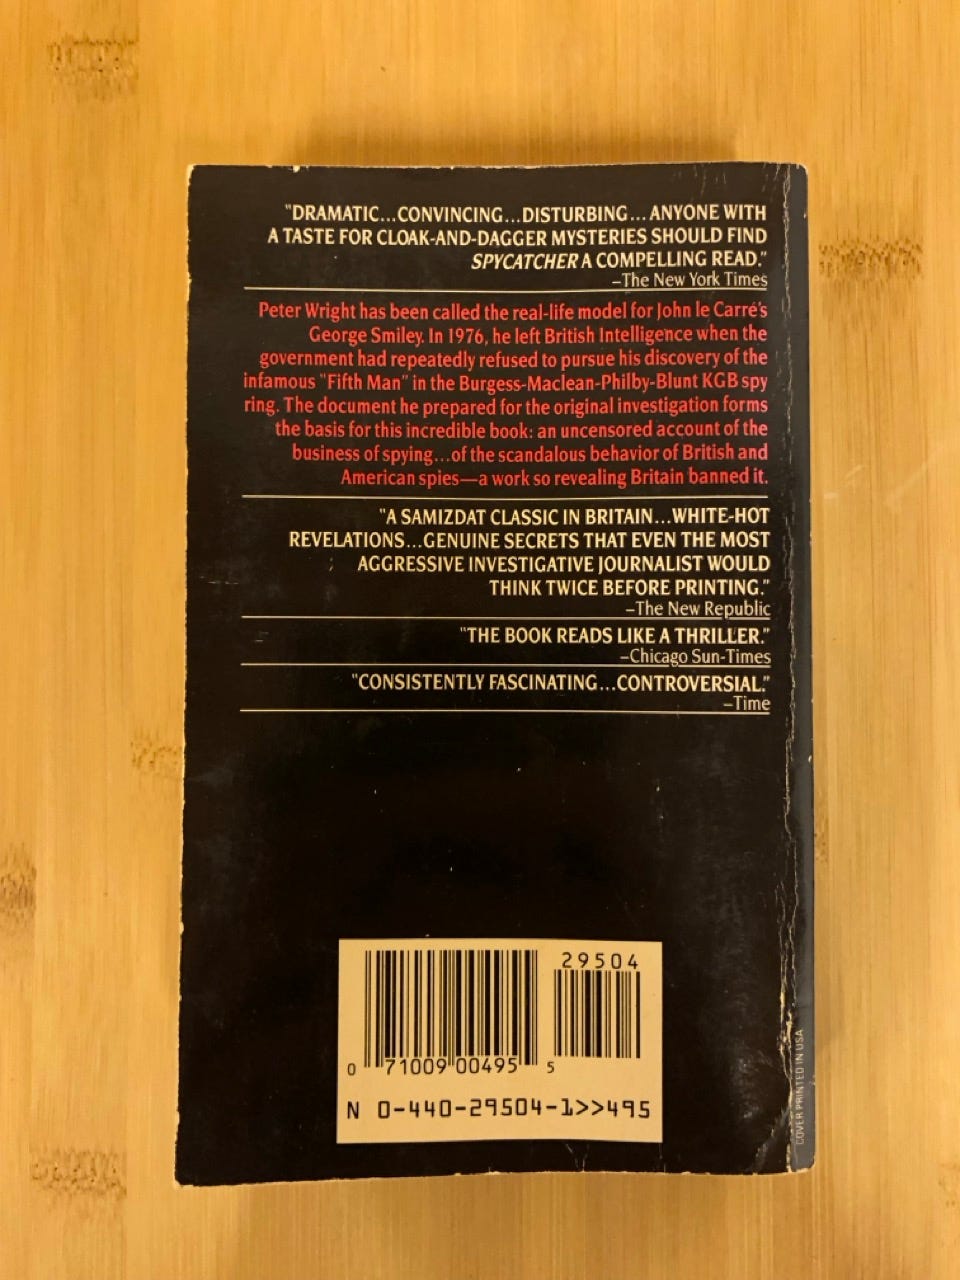 "DRAMATIC...CONVINCING...DISTURBING... ANYONE WITH
A TASTE FOR CLOAK-AND-DAGGER MYSTERIES SHOULD FIND
SPYCATCHER A COMPELLING READ."
–The New York Times
Peter Wright has been called the real-life model for John le Carré's
George Smiley. In 1976, he left British Intelligence when the
government had repeatedly refused to pursue his discovery of the
infamous "Fifth Man" in the Burgess-Maclean-Philby-Blunt KGB spy
ring. The document he prepared for the original investigation forms
the basis for this incredible book: an uncensored account of the
business of spying...of the scandalous behavior of British and
American spies—a work so revealing Britain banned it.
"A SAMIZDAT CLASSIC IN BRITAIN...WHITE-HOT
REVELATIONS...GENUINE SECRETS THAT EVEN THE MOST
AGGRESSIVE INVESTIGATIVE JOURNALIST WOULD
THINK TWICE BEFORE PRINTING."
–The New Republic
"THE BOOK READS LIKE A THRILLER."
–Chicago Sun-Times
"CONSISTENTLY FASCINATING...CONTROVERSIAL."
–Time
29504
0 71009 00495 5
N 0-440-29504-1>>495
COVER PRINTED IN USA